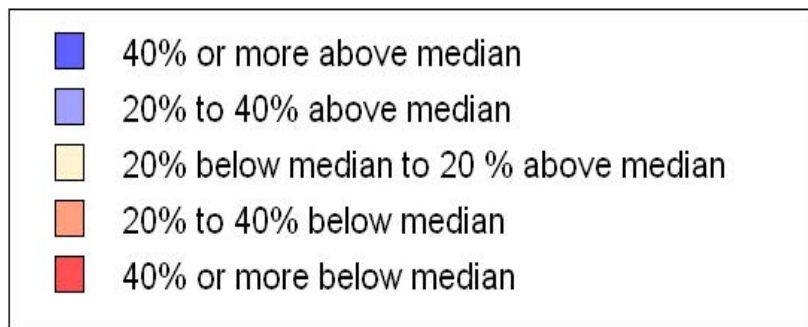 40% or more above median
20% to 40% above median
20% below median to 20 % above median
20% to 40% below median
40% or more below median